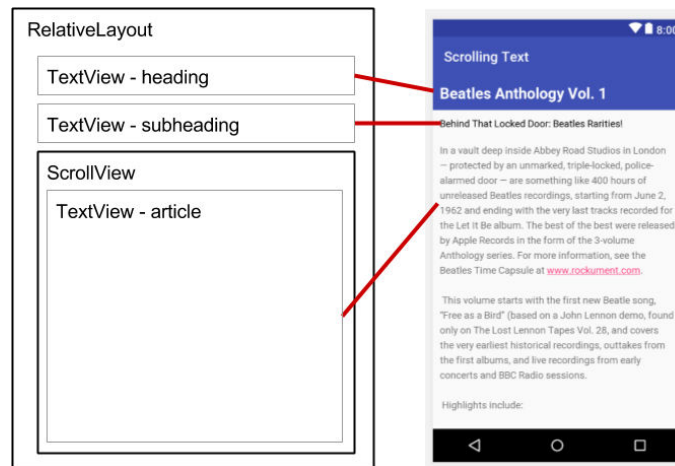 RelativeLayout
TextView - heading
TextView - subheading
ScrollView
TextView - article
8:00
Scrolling Text
Beatles Anthology Vol. 1
Behind That Locked Door: Beatles Rarities!
In a vault deep inside Abbey Road Studios in London
— protected by an unmarked, triple-locked, police-
alarmed door — are something like 400 hours of
unreleased Beatles recordings, starting from June 2,
1962 and ending with the very last tracks recorded for
the Let It Be album. The best of the best were released
by Apple Records in the form of the 3-volume
Anthology series. For more information, see the
Beatles Time Capsule at www.rockument.com.
This volume starts with the first new Beatle song,
"Free as a Bird" (based on a John Lennon demo, found
only on The Lost Lennon Tapes Vol. 28, and covers
the very earliest historical recordings, outtakes from
the first albums, and live recordings from early
concerts and BBC Radio sessions.
Highlights include: